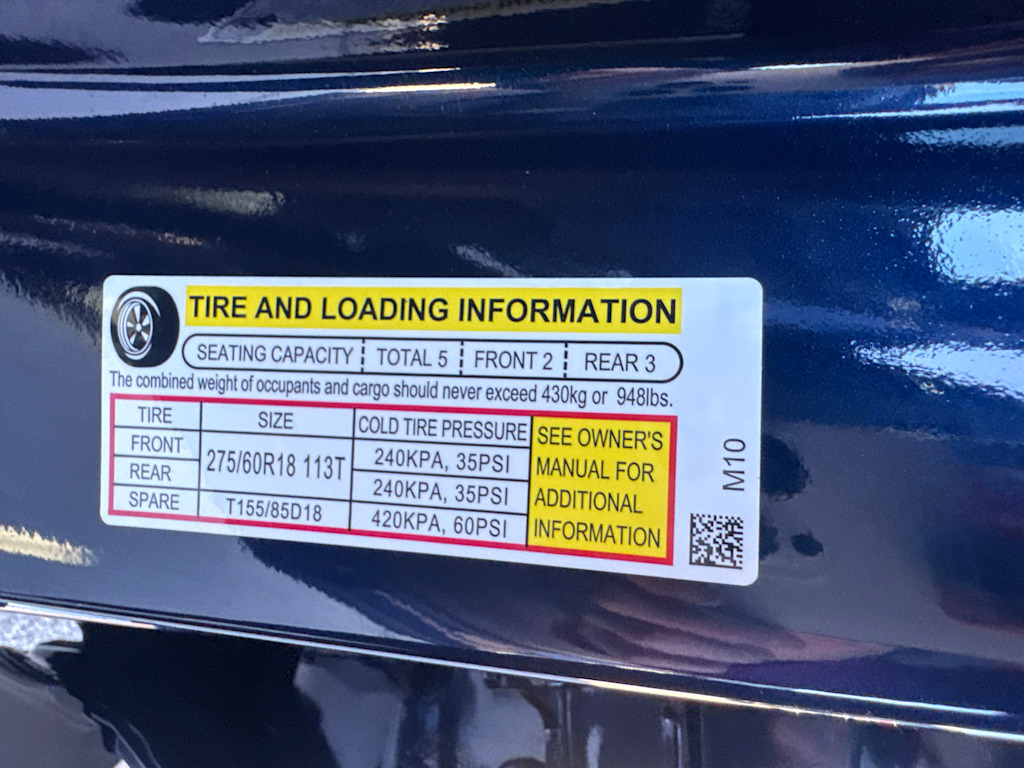 TIRE AND LOADING INFORMATION
SEATING CAPACITY TOTAL 5 FRONT 2 REAR 3
The combined weight of occupants and cargo should never exceed 430kg or 948lbs.
TIRE SIZE COLD TIRE PRESSURE
FRONT 275/60R18 113T 240KPA, 35PSI
REAR 240KPA, 35PSI
SPARE T155/85D18 420KPA, 60PSI
SEE OWNER'S
MANUAL FOR
ADDITIONAL
INFORMATION
M10